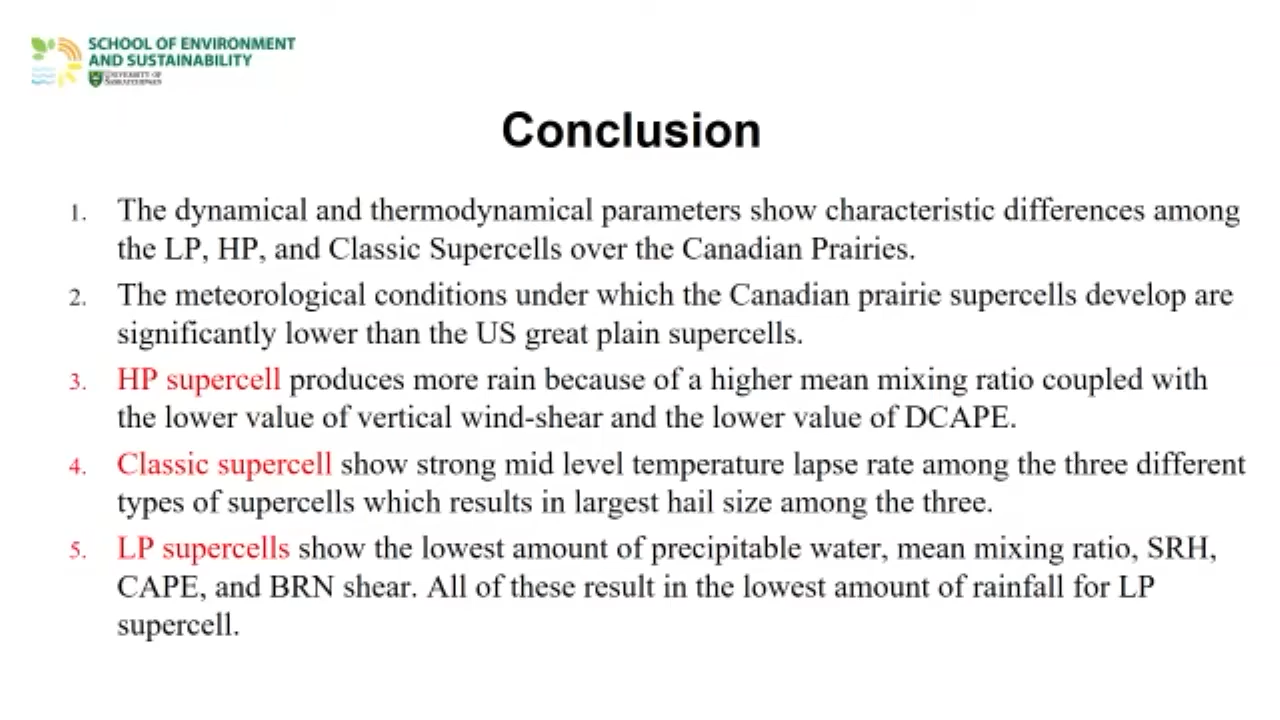 SCHOOL OF ENVIRONMENT
AND SUSTAINABILITY
UNIVERSITY OF
SASKATCHEWAN
Conclusion
1. The dynamical and thermodynamical parameters show characteristic differences among
the LP, HP, and Classic Supercells over the Canadian Prairies.
2. The meteorological conditions under which the Canadian prairie supercells develop are
significantly lower than the US great plain supercells.
3. HP supercell produces more rain because of a higher mean mixing ratio coupled with
the lower value of vertical wind-shear and the lower value of DCAPE.
4. Classic supercell show strong mid level temperature lapse rate among the three different
types of supercells which results in largest hail size among the three.
5. LP supercells show the lowest amount of precipitable water, mean mixing ratio, SRH,
CAPE, and BRN shear. All of these result in the lowest amount of rainfall for LP
supercell.